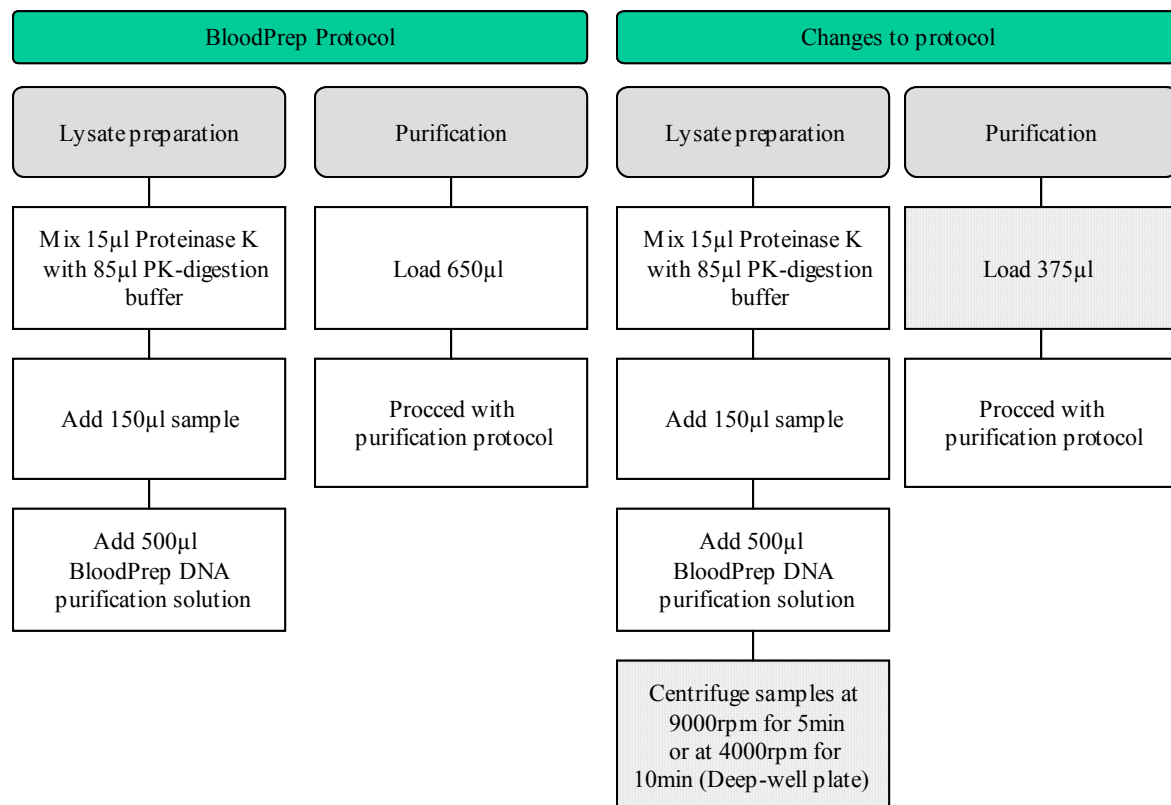 BloodPrep Protocol
Lysate preparation
Mix 15µl Proteinase K
with 85µl PK-digestion
buffer
Add 150µl sample
Add 500µl
BloodPrep DNA
purification solution
Purification
Load 650µl
Procced with
purification protocol
Changes to protocol
Lysate preparation
Mix 15µl Proteinase K
with 85µl PK-digestion
buffer
Add 150µl sample
Add 500µl
BloodPrep DNA
purification solution
Centrifuge samples at
9000rpm for 5min
or at 4000rpm for
10min (Deep-well plate)
Purification
Load 375µl
Procced with
purification protocol